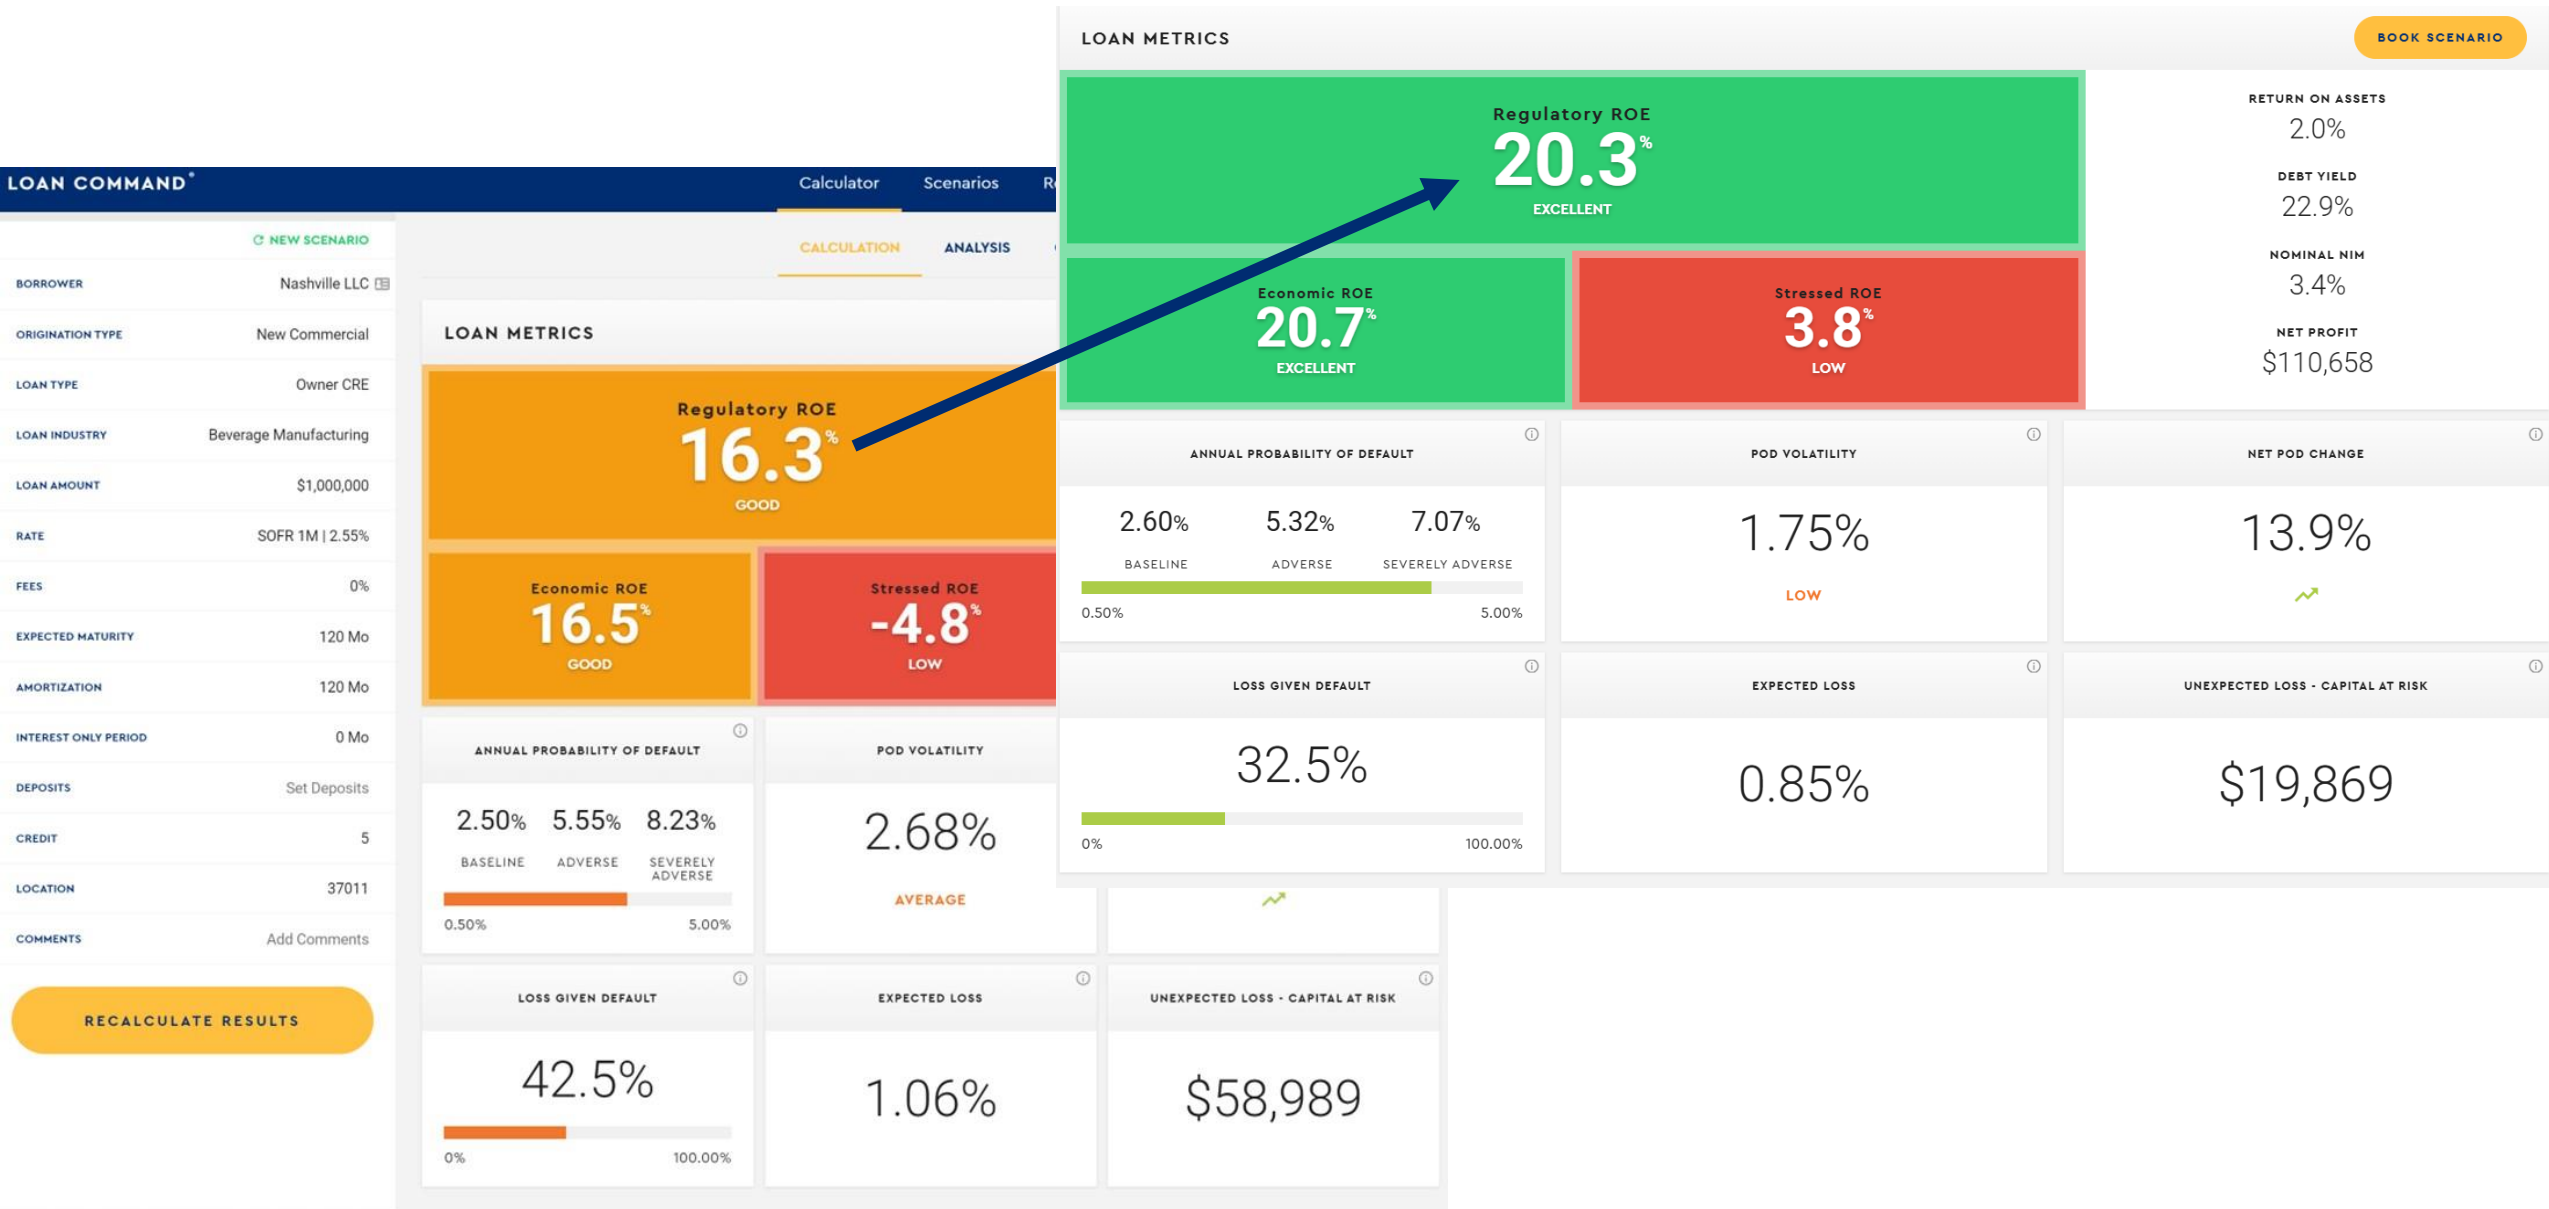 LOAN COMMAND®
Calculator
Scenarios
NEW SCENARIO
BORROWER
Nashville LLC
ORIGINATION TYPE
New Commercial
LOAN TYPE
Owner CRE
LOAN INDUSTRY
Beverage Manufacturing
LOAN AMOUNT
$1,000,000
RATE
SOFR 1M | 2.55%
FEES
0%
EXPECTED MATURITY
120 Mo
AMORTIZATION
120 Mo
INTEREST ONLY PERIOD
0 Mo
DEPOSITS
Set Deposits
CREDIT
5
LOCATION
37011
COMMENTS
Add Comments
RECALCULATE RESULTS
CALCULATION
ANALYSIS
LOAN METRICS
Regulatory ROE
16.3%
GOOD
Economic ROE
16.5%
GOOD
Stressed ROE
-4.8%
LOW
ANNUAL PROBABILITY OF DEFAULT
2.50% 5.55% 8.23%
BASELINE ADVERSE SEVERELY
ADVERSE
0.50% 5.00%
POD VOLATILITY
2.68%
AVERAGE
LOSS GIVEN DEFAULT
42.5%
0% 100.00%
EXPECTED LOSS
1.06%
UNEXPECTED LOSS - CAPITAL AT RISK
$58,989
LOAN METRICS
BOOK SCENARIO
Regulatory ROE
20.3%
EXCELLENT
Economic ROE
20.7%
EXCELLENT
Stressed ROE
3.8%
LOW
RETURN ON ASSETS
2.0%
DEBT YIELD
22.9%
NOMINAL NIM
3.4%
NET PROFIT
$110,658
ANNUAL PROBABILITY OF DEFAULT
2.60% 5.32% 7.07%
BASELINE ADVERSE SEVERELY ADVERSE
0.50% 5.00%
POD VOLATILITY
1.75%
LOW
NET POD CHANGE
13.9%
LOSS GIVEN DEFAULT
32.5%
0% 100.00%
EXPECTED LOSS
0.85%
UNEXPECTED LOSS - CAPITAL AT RISK
$19,869